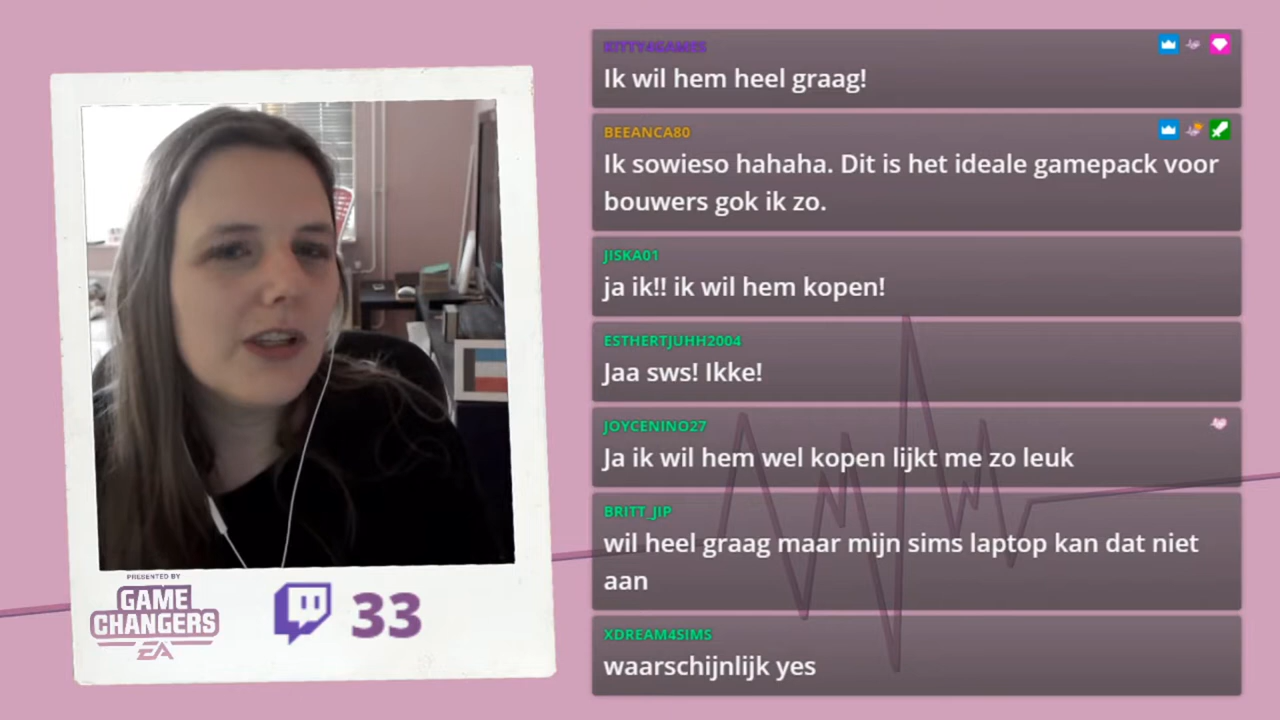 KITTY4GAMES
Ik wil hem heel graag!
BEEANCA80
Ik sowieso hahaha. Dit is het ideale gamepack voor
bouwers gok ik zo.
JISKA01
ja ik!! ik wil hem kopen!
ESTHERTJUHH2004
Jaa sws! Ikke!
JOYCENINO27
Ja ik wil hem wel kopen lijkt me zo leuk
BRITT_JIP
wil heel graag maar mijn sims laptop kan dat niet
aan
XDREAM4SIMS
waarschijnlijk yes
PRESENTED BY
GAME
CHANGERS
EA
33